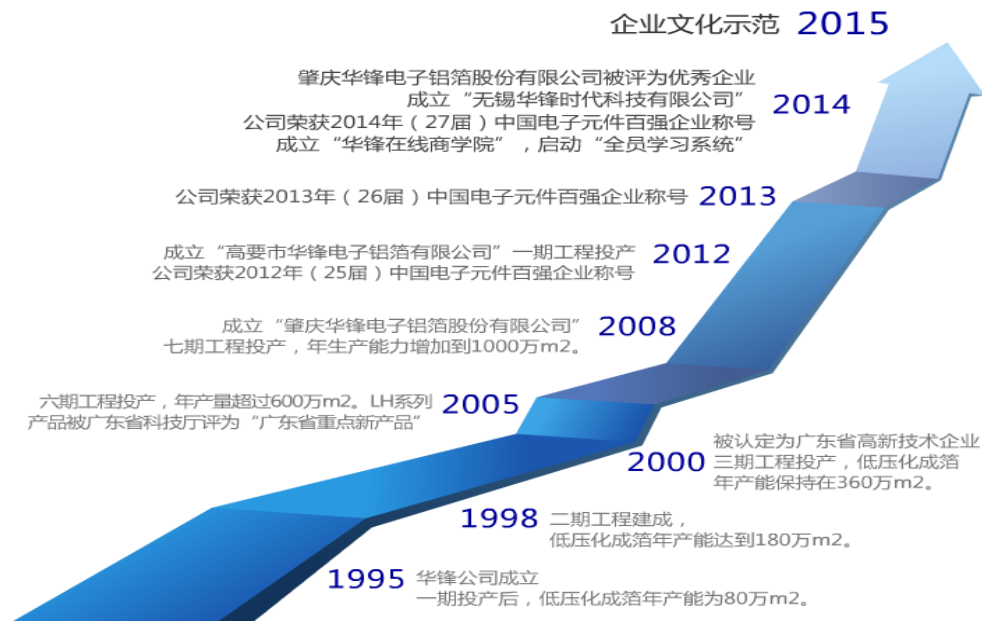 企业文化示范 2015
肇庆华锋电子铝箔股份有限公司被评为优秀企业
成立“无锡华锋时代科技有限公司”
2014
公司荣获2014年（27届）中国电子元件百强企业称号
成立“华锋在线商学院”，启动“全员学习系统”
公司荣获2013年（26届）中国电子元件百强企业称号 2013
成立“高要市华锋电子铝箔有限公司”一期工程投产 2012
公司荣获2012年（25届）中国电子元件百强企业称号
成立“肇庆华锋电子铝箔股份有限公司” 2008
七期工程投产，年生产能力增加到1000万m2。
六期工程投产，年产量超过600万m2。LH系列 2005
产品被广东省科技厅评为“广东省重点新产品”
被认定为广东省高新技术企业
2000 三期工程投产，低压化成箔
年产能保持在360万m2。
1998 二期工程建成，
低压化成箔年产能达到180万m2。
1995 华锋公司成立
一期投产后，低压化成箔年产能为80万m2。